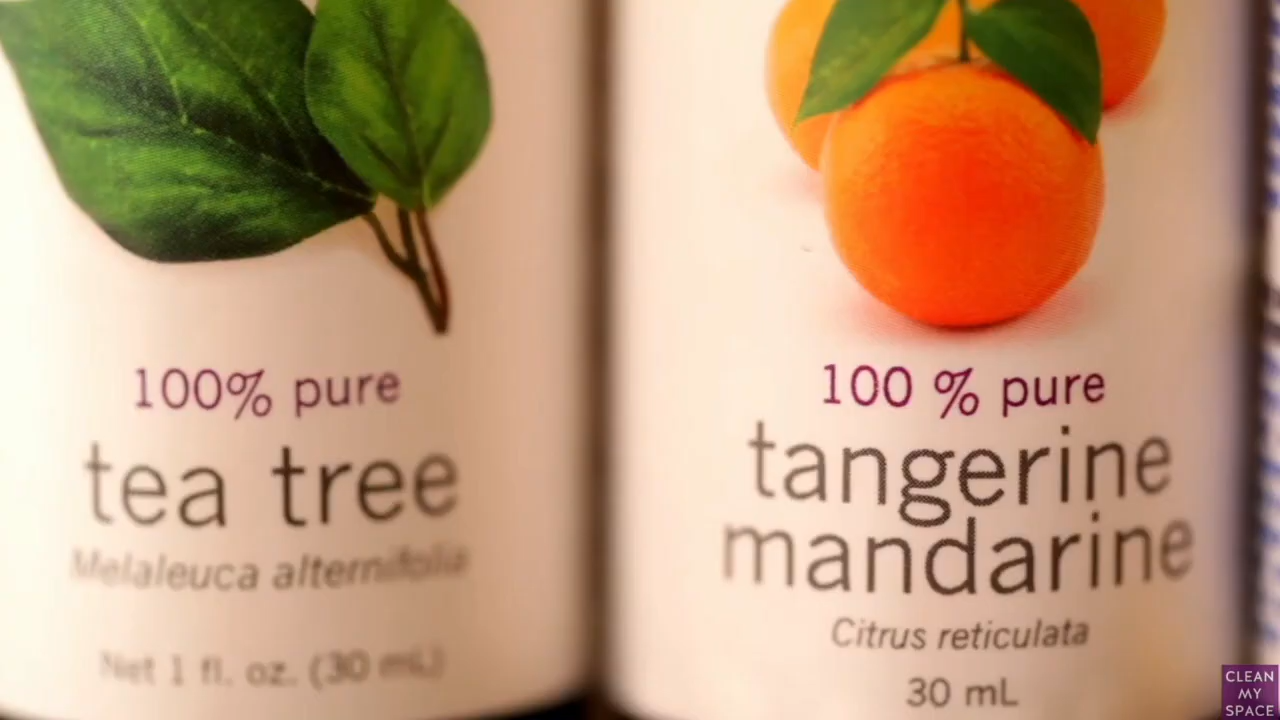 100% pure
tea tree
Melaleuca alternifolia
Net 1 fl. oz. (30 mL)
100 % pure
tangerine
mandarine
Citrus reticulata
30 mL
CLEAN
MY
SPACE